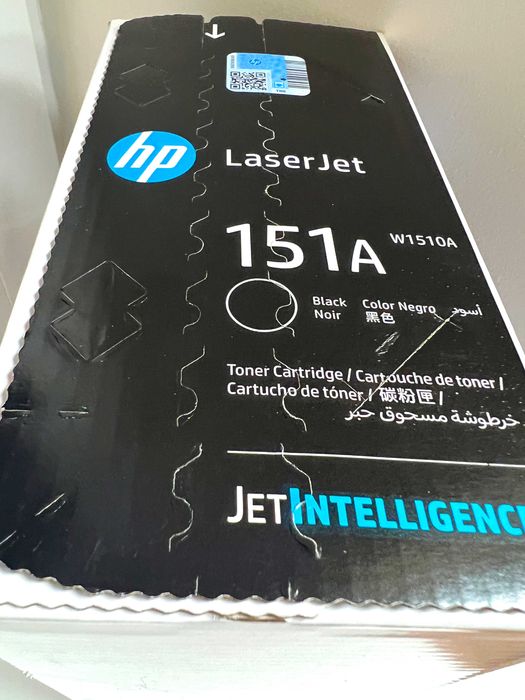 hp
LaserJet
151A
W1510A
Black Color Negro أسود
Noir 黑色
Toner Cartridge / Cartouche de toner /
Cartucho de tóner / 碳粉匣 /
خرطوشة مسحوق حبر
JETINTELLIGENCE